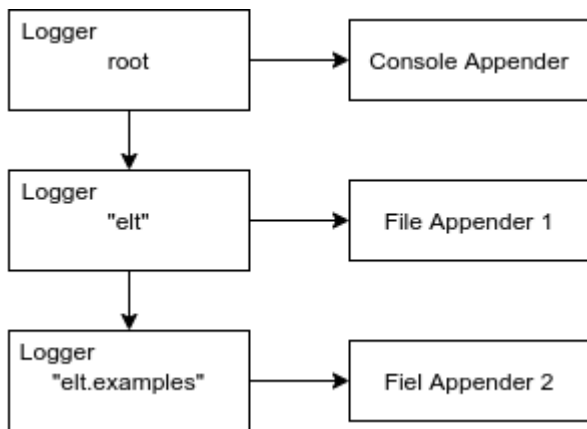 Logger
root
Console Appender
Logger
"elt"
File Appender 1
Logger
"elt.examples"
Fiel Appender 2